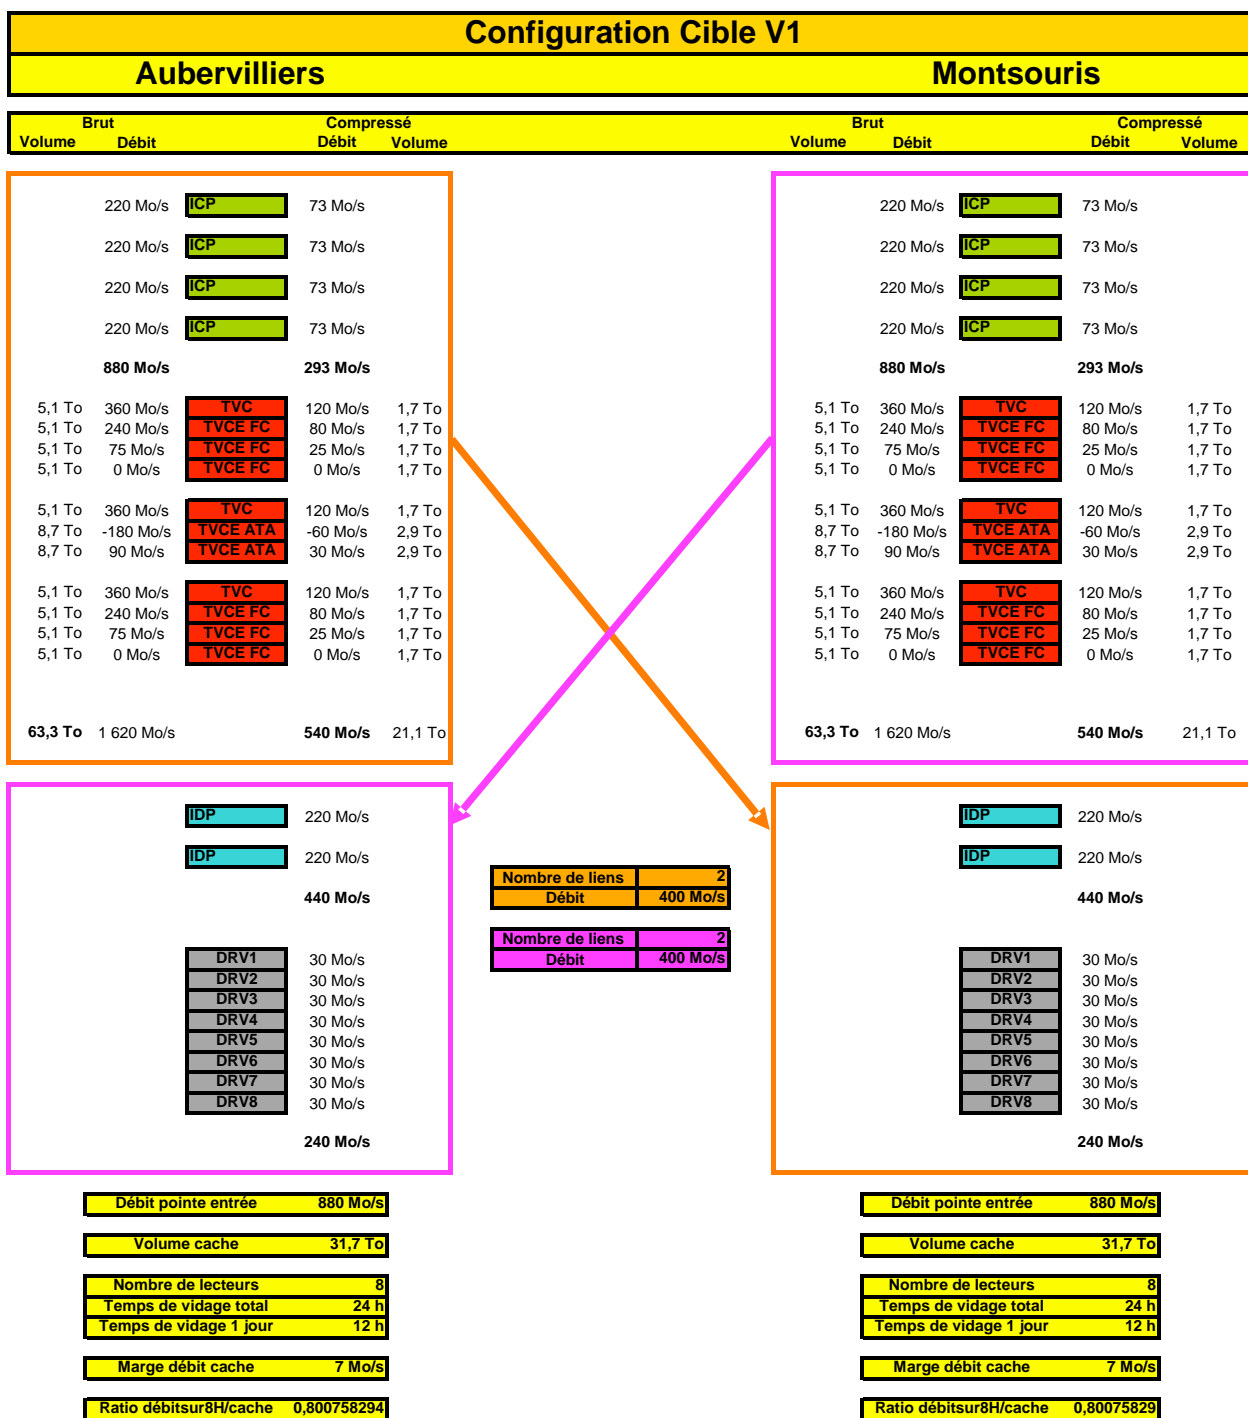 Configuration Cible V1
Aubervilliers Montsouris
Brut Compressé Brut Compressé
Volume Débit Débit Volume Volume Débit Débit Volume
220 Mo/s ICP 73 Mo/s 220 Mo/s ICP 73 Mo/s
220 Mo/s ICP 73 Mo/s 220 Mo/s ICP 73 Mo/s
220 Mo/s ICP 73 Mo/s 220 Mo/s ICP 73 Mo/s
220 Mo/s ICP 73 Mo/s 220 Mo/s ICP 73 Mo/s
880 Mo/s 293 Mo/s 880 Mo/s 293 Mo/s
5,1 To 360 Mo/s TVC 120 Mo/s 1,7 To 5,1 To 360 Mo/s TVC 120 Mo/s 1,7 To
5,1 To 240 Mo/s TVCE FC 80 Mo/s 1,7 To 5,1 To 240 Mo/s TVCE FC 80 Mo/s 1,7 To
5,1 To 75 Mo/s TVCE FC 25 Mo/s 1,7 To 5,1 To 75 Mo/s TVCE FC 25 Mo/s 1,7 To
5,1 To 0 Mo/s TVCE FC 0 Mo/s 1,7 To 5,1 To 0 Mo/s TVCE FC 0 Mo/s 1,7 To
5,1 To 360 Mo/s TVC 120 Mo/s 1,7 To 5,1 To 360 Mo/s TVC 120 Mo/s 1,7 To
8,7 To -180 Mo/s TVCE ATA -60 Mo/s 2,9 To 8,7 To -180 Mo/s TVCE ATA -60 Mo/s 2,9 To
8,7 To 90 Mo/s TVCE ATA 30 Mo/s 2,9 To 8,7 To 90 Mo/s TVCE ATA 30 Mo/s 2,9 To
5,1 To 360 Mo/s TVC 120 Mo/s 1,7 To 5,1 To 360 Mo/s TVC 120 Mo/s 1,7 To
5,1 To 240 Mo/s TVCE FC 80 Mo/s 1,7 To 5,1 To 240 Mo/s TVCE FC 80 Mo/s 1,7 To
5,1 To 75 Mo/s TVCE FC 25 Mo/s 1,7 To 5,1 To 75 Mo/s TVCE FC 25 Mo/s 1,7 To
5,1 To 0 Mo/s TVCE FC 0 Mo/s 1,7 To 5,1 To 0 Mo/s TVCE FC 0 Mo/s 1,7 To
63,3 To 1 620 Mo/s 540 Mo/s 21,1 To 63,3 To 1 620 Mo/s 540 Mo/s 21,1 To
IDP 220 Mo/s IDP 220 Mo/s
IDP 220 Mo/s IDP 220 Mo/s
Nombre de liens 2
440 Mo/s Débit 400 Mo/s 440 Mo/s
Nombre de liens 2
DRV1 30 Mo/s Débit 400 Mo/s DRV1 30 Mo/s
DRV2 30 Mo/s DRV2 30 Mo/s
DRV3 30 Mo/s DRV3 30 Mo/s
DRV4 30 Mo/s DRV4 30 Mo/s
DRV5 30 Mo/s DRV5 30 Mo/s
DRV6 30 Mo/s DRV6 30 Mo/s
DRV7 30 Mo/s DRV7 30 Mo/s
DRV8 30 Mo/s DRV8 30 Mo/s
240 Mo/s 240 Mo/s
Débit pointe entrée 880 Mo/s Débit pointe entrée 880 Mo/s
Volume cache 31,7 To Volume cache 31,7 To
Nombre de lecteurs 8 Nombre de lecteurs 8
Temps de vidage total 24 h Temps de vidage total 24 h
Temps de vidage 1 jour 12 h Temps de vidage 1 jour 12 h
Marge débit cache 7 Mo/s Marge débit cache 7 Mo/s
Ratio débitsur8H/cache 0,800758294 Ratio débitsur8H/cache 0,80075829